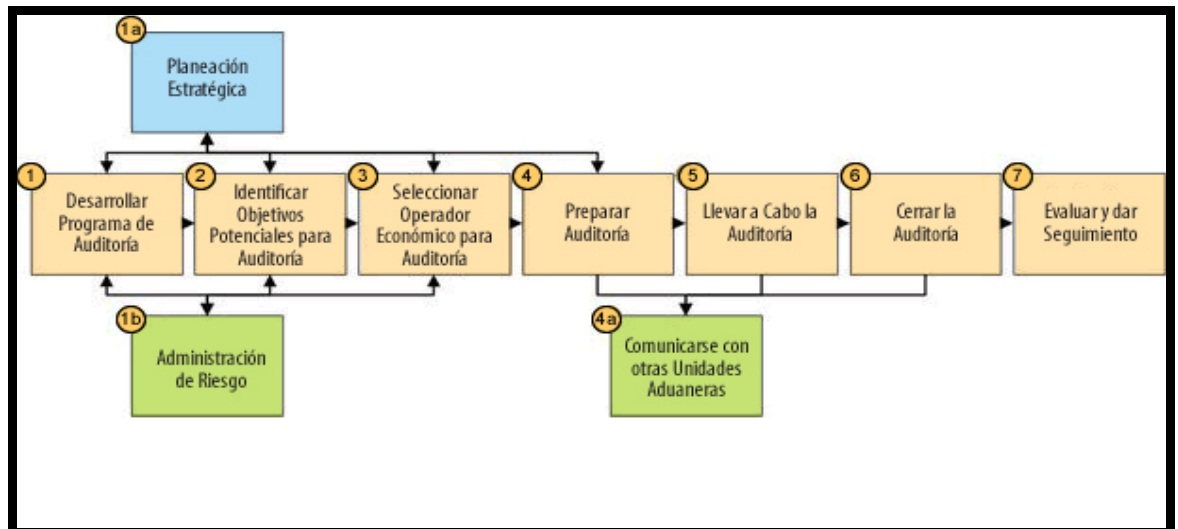 1a
Planeación
Estratégica
1
Desarrollar
Programa de
Auditoría
2
Identificar
Objetivos
Potenciales para
Auditoría
3
Seleccionar
Operador
Económico para
Auditoría
4
Preparar
Auditoría
5
Llevar a Cabo la
Auditoría
6
Cerrar la
Auditoría
7
Evaluar y dar
Seguimiento
1b
Administración
de Riesgo
4a
Comunicarse con
otras Unidades
Aduaneras